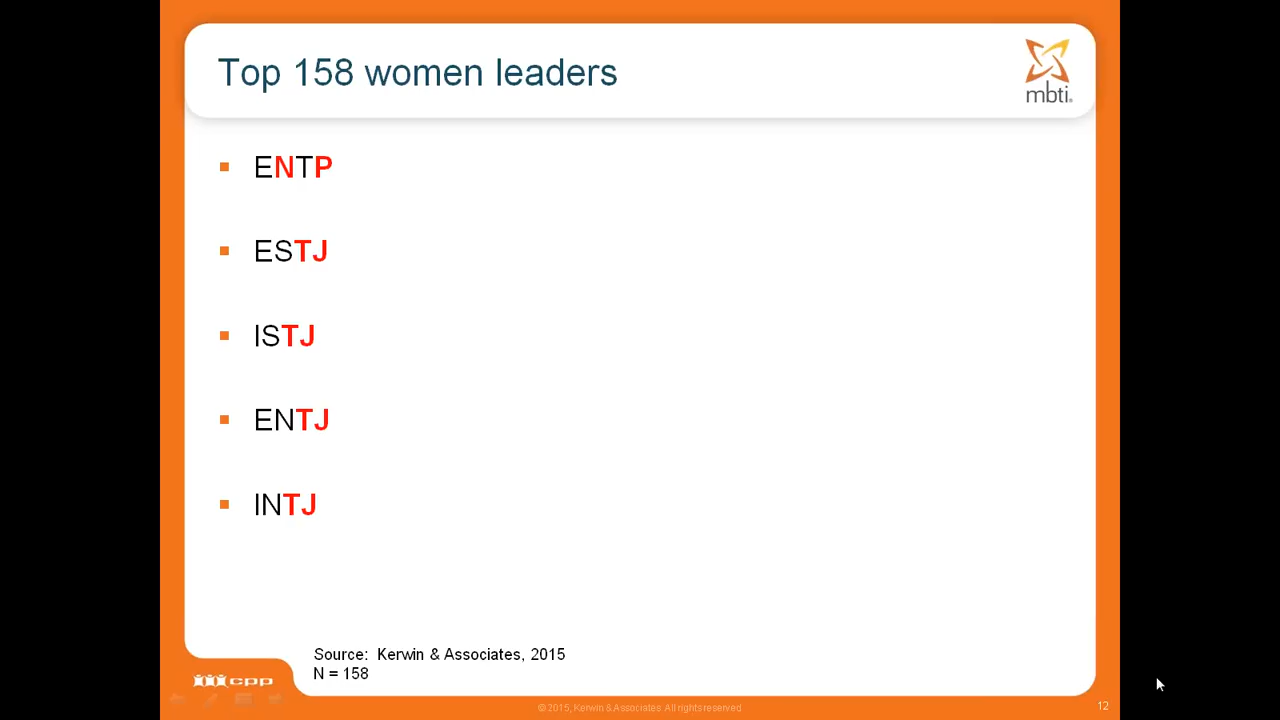 Top 158 women leaders
mbti®
ENTP
ESTJ
ISTJ
ENTJ
INTJ
Source: Kerwin & Associates, 2015
N = 158
cpp
© 2015, Kerwin & Associates. All rights reserved
12